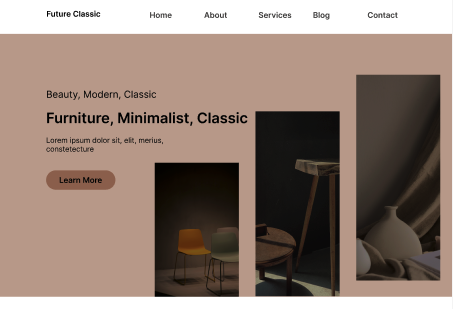 Future Classic
Home
About
Services
Blog
Contact
Beauty, Modern, Classic
Furniture, Minimalist, Classic
Lorem ipsum dolor sit, elit, merius,
constetecture
Learn More